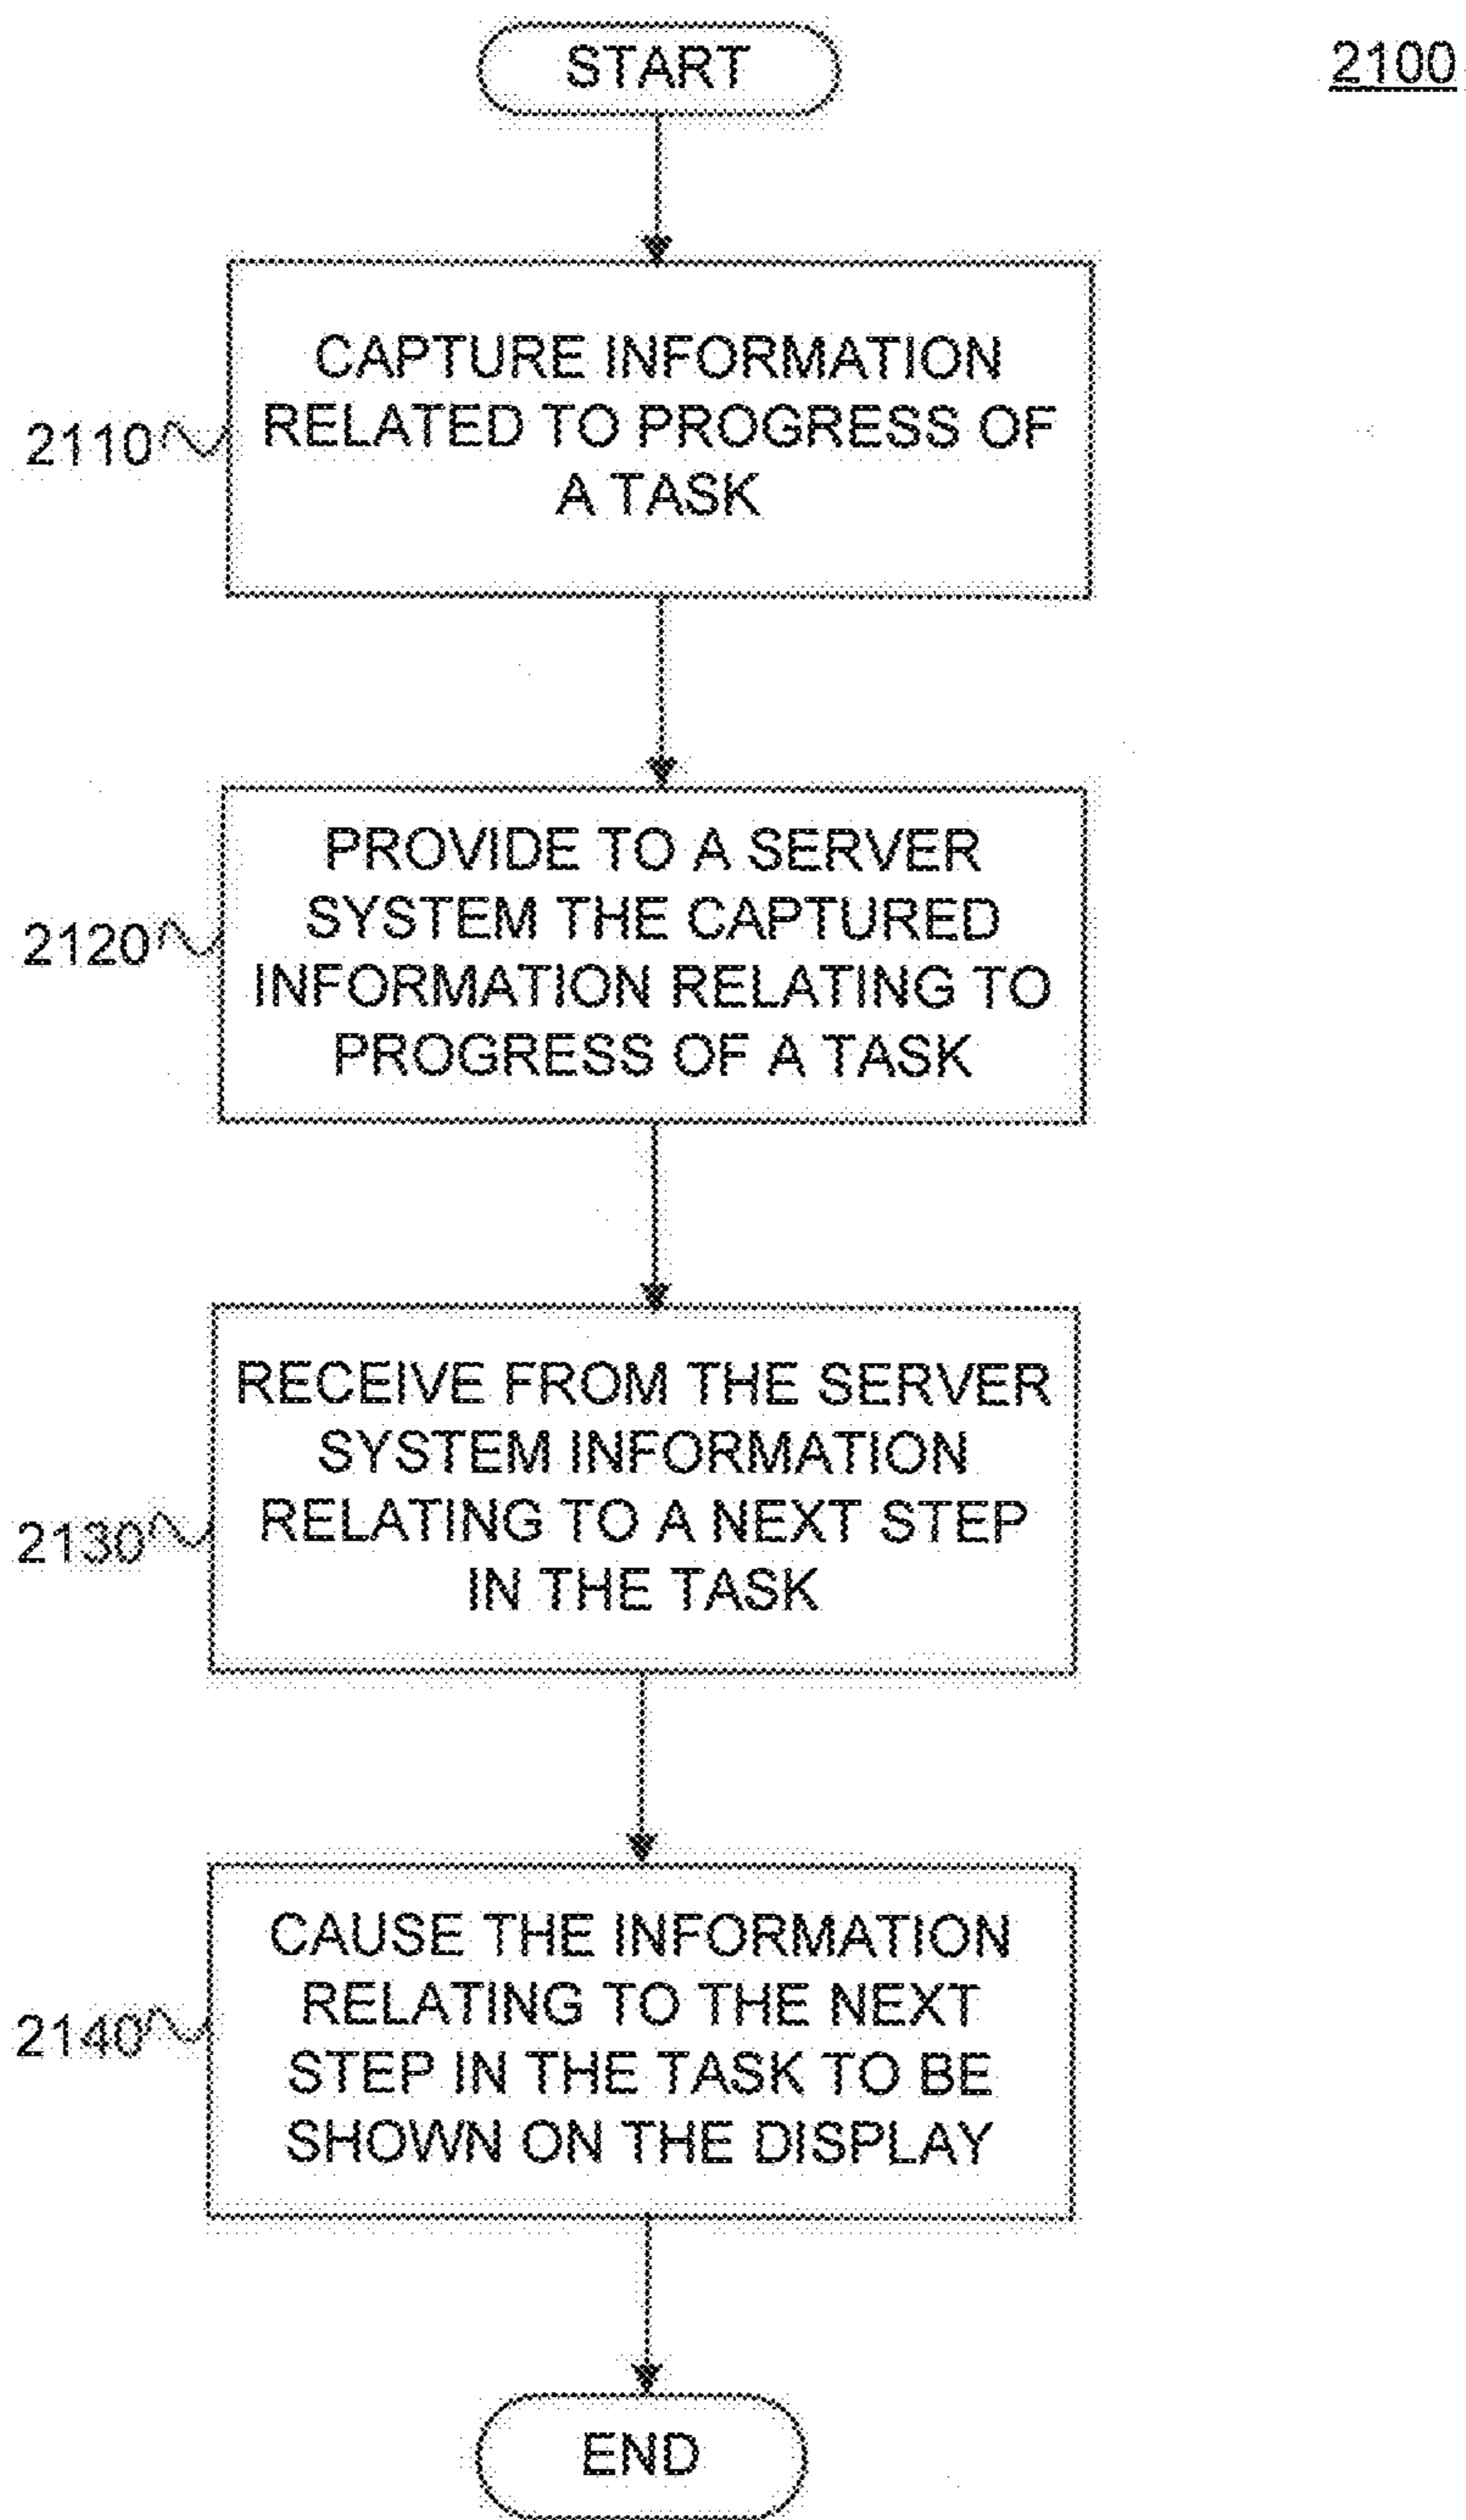 START
2100
CAPTURE INFORMATION
RELATED TO PROGRESS OF
A TASK
2110
PROVIDE TO A SERVER
SYSTEM THE CAPTURED
INFORMATION RELATING TO
PROGRESS OF A TASK
2120
RECEIVE FROM THE SERVER
SYSTEM INFORMATION
RELATING TO A NEXT STEP
IN THE TASK
2130
CAUSE THE INFORMATION
RELATING TO THE NEXT
STEP IN THE TASK TO BE
SHOWN ON THE DISPLAY
2140
END